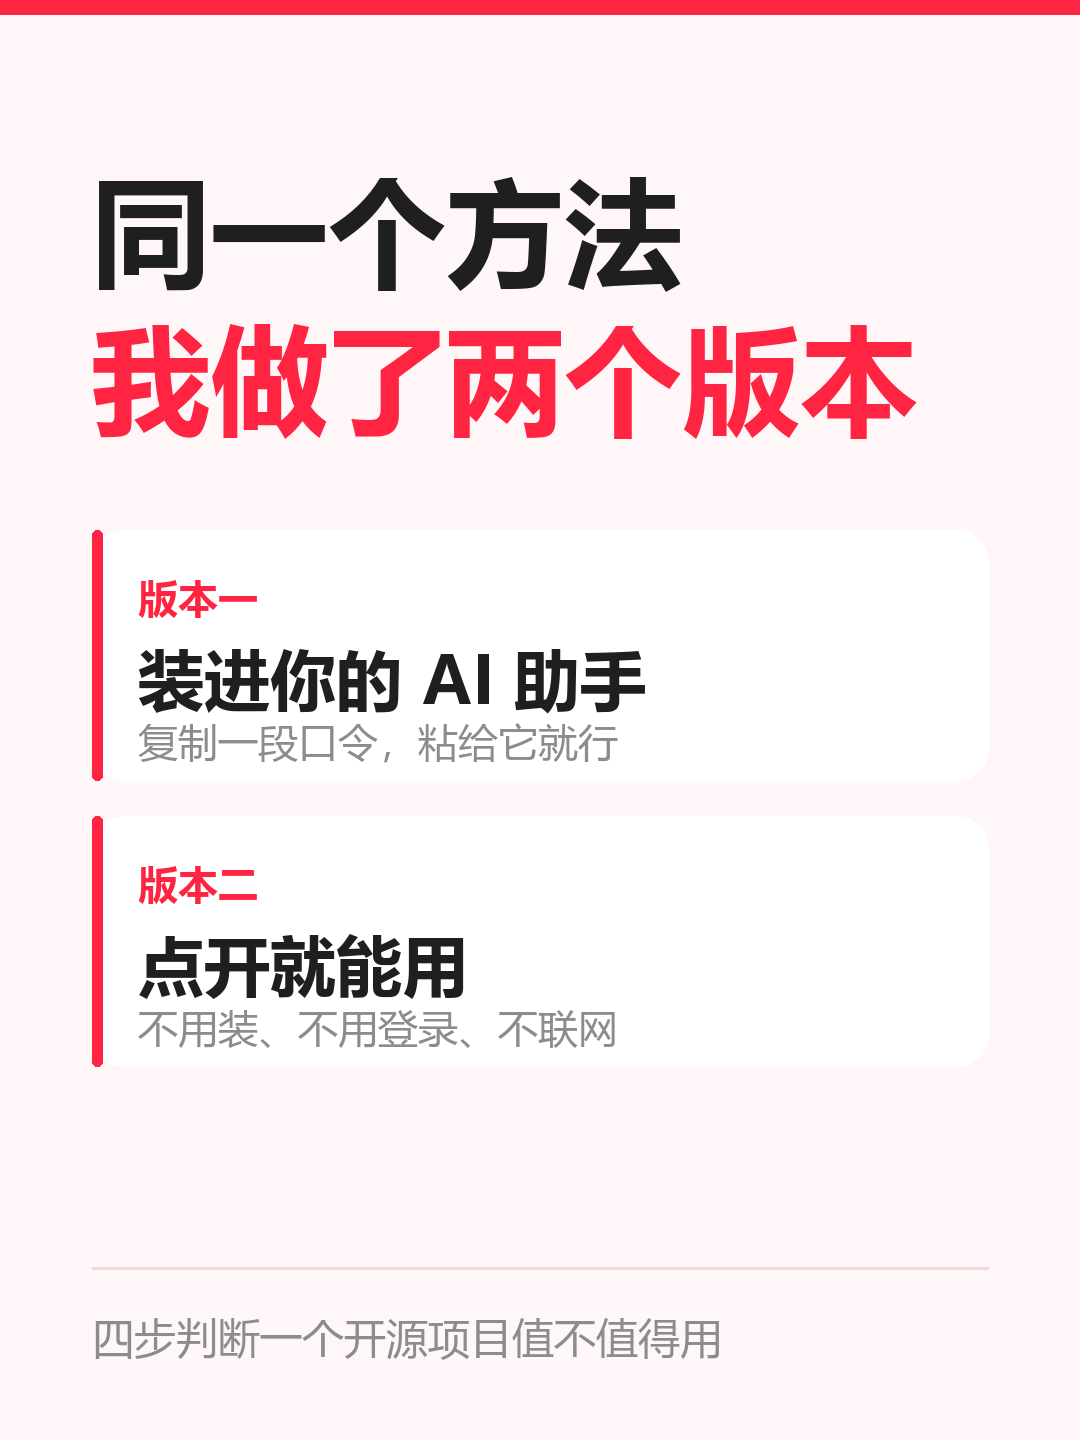 同一个方法
我做了两个版本
版本一
装进你的 AI 助手
复制一段口令，粘给它就行
版本二
点开就能用
不用装、不用登录、不联网
四步判断一个开源项目值不值得用